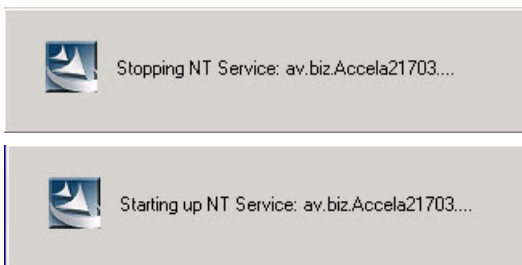 Stopping NT Service: av.biz.Accela21703....
Starting up NT Service: av.biz.Accela21703....